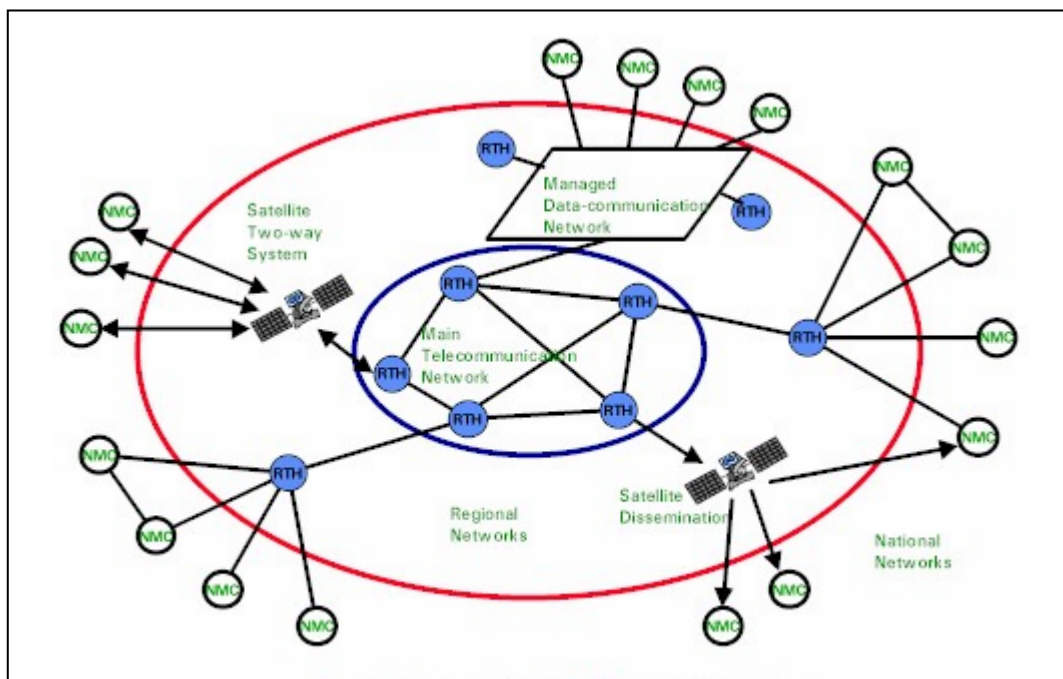 NMC
NMC
NMC
NMC
RTH
Managed
Data-communication
Network
RTH
NMC
NMC
NMC
NMC
NMC
Satellite
Two-way
System
NMC
RTH
RTH
RTH
NMC
Main
Telecommunication
Network
RTH
RTH
RTH
NMC
NMC
RTH
Satellite
Dissemination
Regional
Networks
NMC
National
Networks
NMC
NMC
NMC
NMC